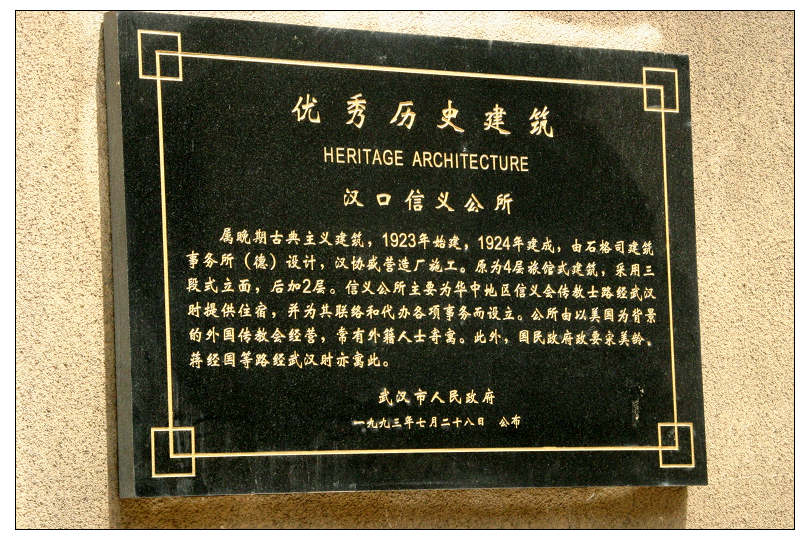 优秀历史建筑
HERITAGE ARCHITECTURE
汉口信义公所
属晚期古典主义建筑，1923年始建，1924年建成，由石格司建筑
事务所（德）设计，汉协盛营造厂施工。原为4层旅馆式建筑，采用三
段式立面，后加2层。信义公所主要为华中地区信义会传教士路经武汉
时提供住宿，并为其联络和代办各项事务而设立。公所由以美国为背景
的外国传教会经营，常有外籍人士寄寓。此外，国民政府政要宋美龄、
蒋经国等路经武汉时亦寓此。
武汉市人民政府
一九九三年七月二十八日 公布